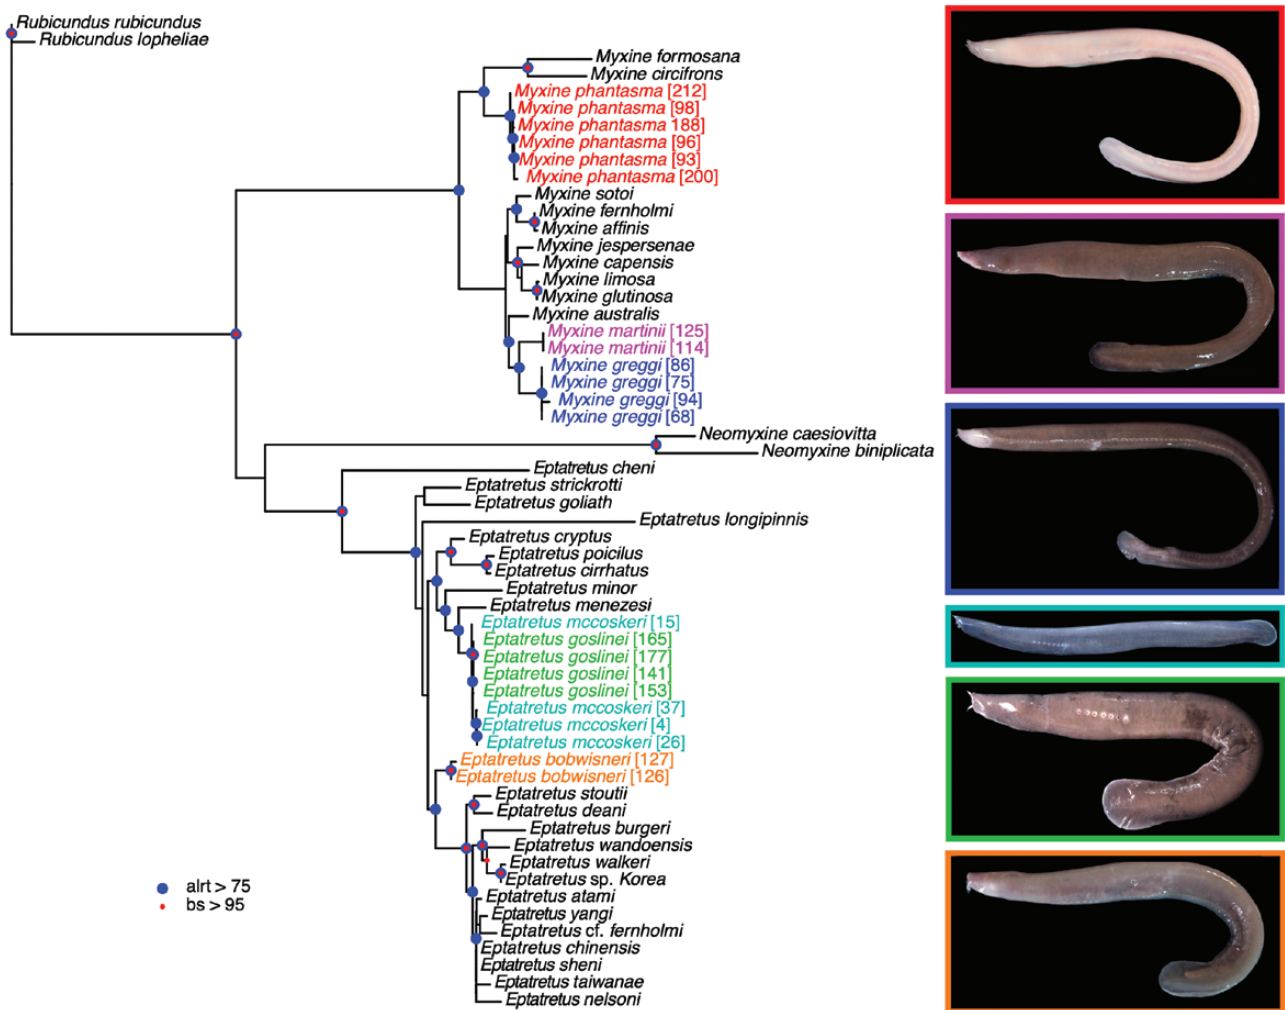 Rubicundus rubicundus
Rubicundus lopheliae
Myxine formosana
Myxine circifrons
Myxine phantasma [212]
Myxine phantasma [98]
Myxine phantasma 188]
Myxine phantasma [96]
Myxine phantasma [93]
Myxine phantasma [200]
Myxine sotoi
Myxine fernholmi
Myxine affinis
Myxine jespersenae
Myxine capensis
Myxine limosa
Myxine glutinosa
Myxine australis
Myxine martinii [125]
Myxine martinii [114]
Myxine greggi [86]
Myxine greggi [75]
Myxine greggi [94]
Myxine greggi [68]
Neomyxine caesiovitta
Neomyxine biniplicata
Eptatretus cheni
Eptatretus strickrotti
Eptatretus goliath
Eptatretus longipinnis
Eptatretus cryptus
Eptatretus poicilus
Eptatretus cirrhatus
Eptatretus minor
Eptatretus menezesi
Eptatretus mccoskeri [15]
Eptatretus goslinei [165]
Eptatretus goslinei [177]
Eptatretus goslinei [141]
Eptatretus goslinei [153]
Eptatretus mccoskeri [37]
Eptatretus mccoskeri [4]
Eptatretus mccoskeri [26]
Eptatretus bobwisneri [127]
Eptatretus bobwisneri [126]
Eptatretus stoutii
Eptatretus deani
Eptatretus burgeri
Eptatretus wandoensis
Eptatretus walkeri
Eptatretus sp. Korea
Eptatretus atami
Eptatretus yangi
Eptatretus cf. fernholmi
Eptatretus chinensis
Eptatretus sheni
Eptatretus taiwanae
Eptatretus nelsoni
alrt > 75
bs > 95